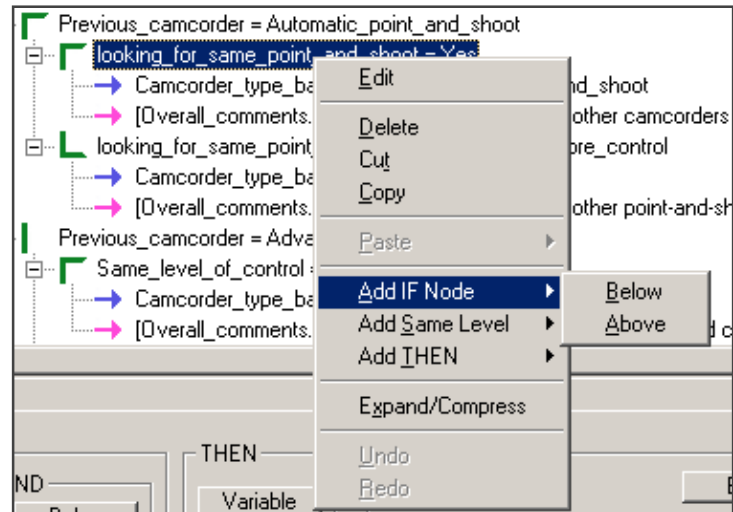 Previous_camcorder = Automatic_point_and_shoot
looking_for_same_point_and_shoot = Yes
Camcorder_type_ba nd_shoot
[Overall_comments. other camcorders
looking_for_same_point_ ore_control
Camcorder_type_ba
[Overall_comments. other point-and-sh
Previous_camcorder = Adva
Same_level_of_control =
Camcorder_type_ba
[Overall_comments. d c
Edit
Delete
Cut
Copy
Paste
Add IF Node
Add Same Level
Add THEN
Expand/Compress
Undo
Redo
Below
Above
THEN
ND
Variable